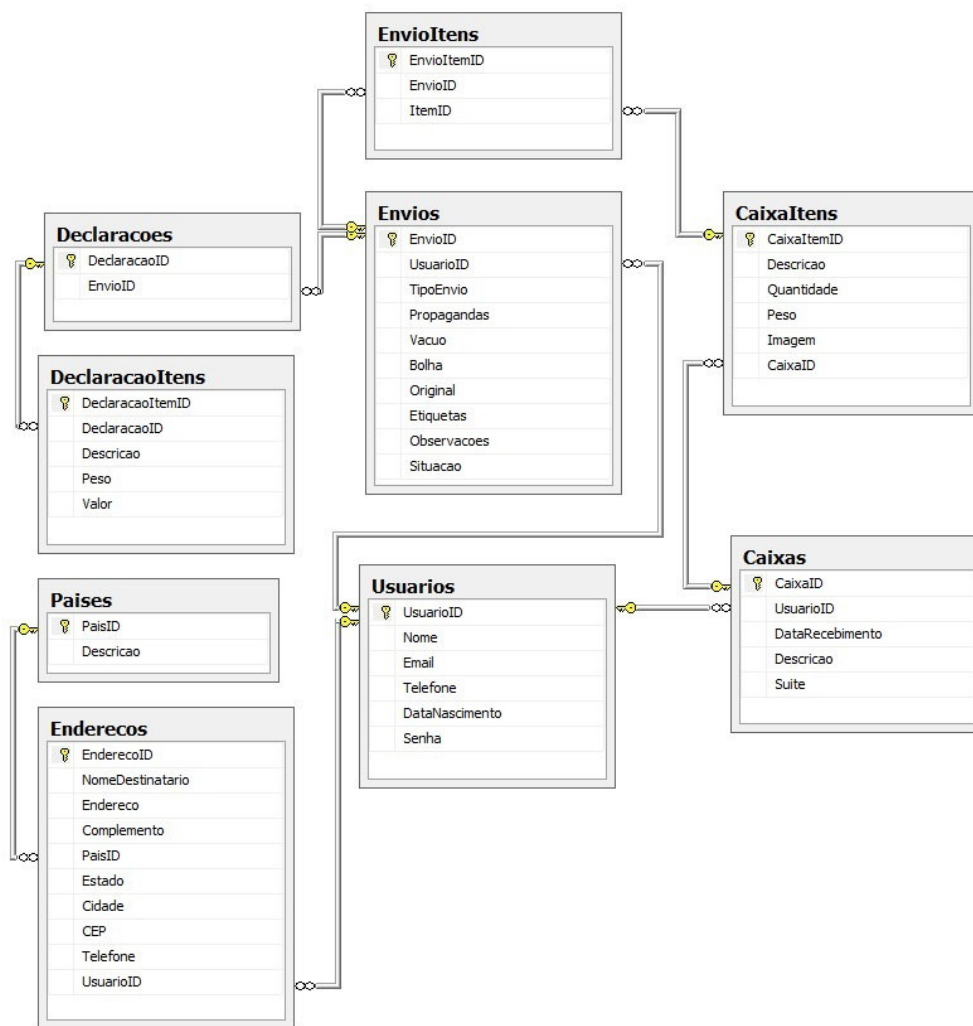 EnvioItens
EnvioItemID
EnvioID
ItemID
Envios
EnvioID
UsuarioID
TipoEnvio
Propagandas
Vacuo
Bolha
Original
Etiquetas
Observacoes
Situacao
CaixaItens
CaixaItemID
Descricao
Quantidade
Peso
Imagem
CaixaID
Declaracoes
DeclaracaoID
EnvioID
DeclaracaoItens
DeclaracaoItemID
DeclaracaoID
Descricao
Peso
Valor
Caixas
CaixaID
UsuarioID
DataRecebimento
Descricao
Suite
Usuarios
UsuarioID
Nome
Email
Telefone
DataNascimento
Senha
Paises
PaisID
Descricao
Enderecos
EnderecoID
NomeDestinatario
Endereco
Complemento
PaisID
Estado
Cidade
CEP
Telefone
UsuarioID